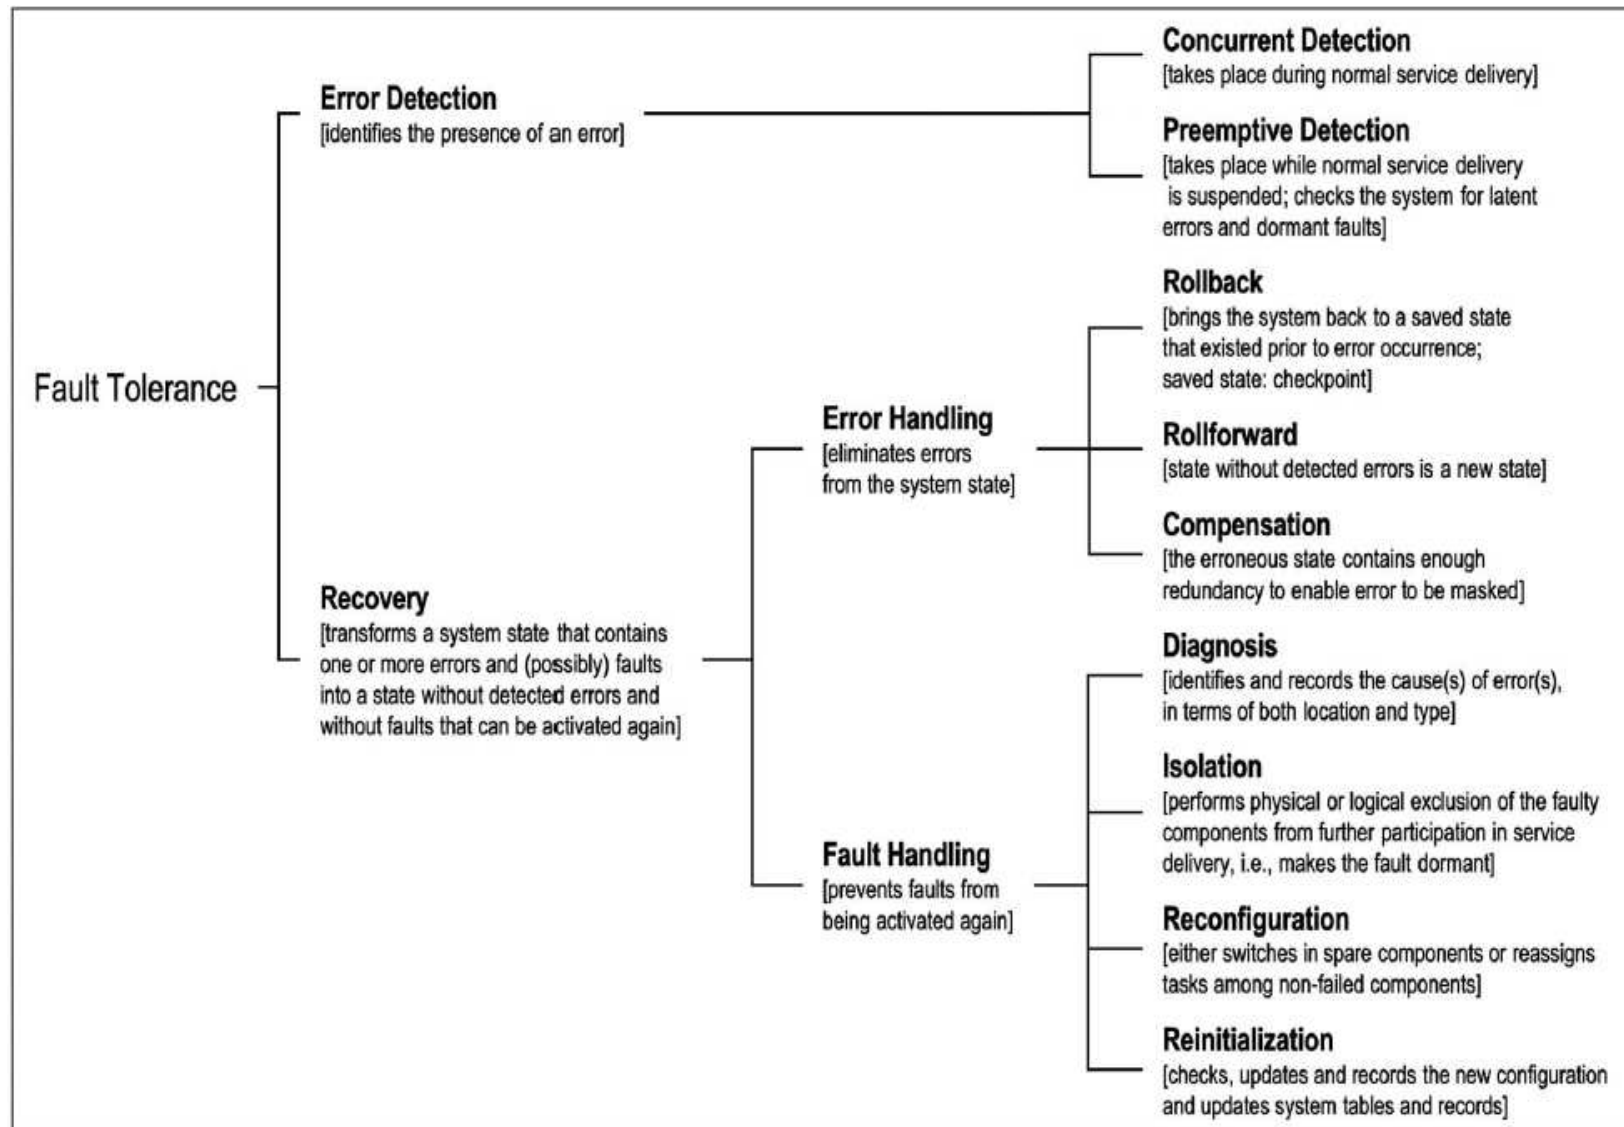 Fault Tolerance
Error Detection
[identifies the presence of an error]
Recovery
[transforms a system state that contains
one or more errors and (possibly) faults
into a state without detected errors and
without faults that can be activated again]
Error Handling
[eliminates errors
from the system state]
Fault Handling
[prevents faults from
being activated again]
Concurrent Detection
[takes place during normal service delivery]
Preemptive Detection
[takes place while normal service delivery
is suspended; checks the system for latent
errors and dormant faults]
Rollback
[brings the system back to a saved state
that existed prior to error occurrence;
saved state: checkpoint]
Rollforward
[state without detected errors is a new state]
Compensation
[the erroneous state contains enough
redundancy to enable error to be masked]
Diagnosis
[identifies and records the cause(s) of error(s),
in terms of both location and type]
Isolation
[performs physical or logical exclusion of the faulty
components from further participation in service
delivery, i.e., makes the fault dormant]
Reconfiguration
[either switches in spare components or reassigns
tasks among non-failed components]
Reinitialization
[checks, updates and records the new configuration
and updates system tables and records]